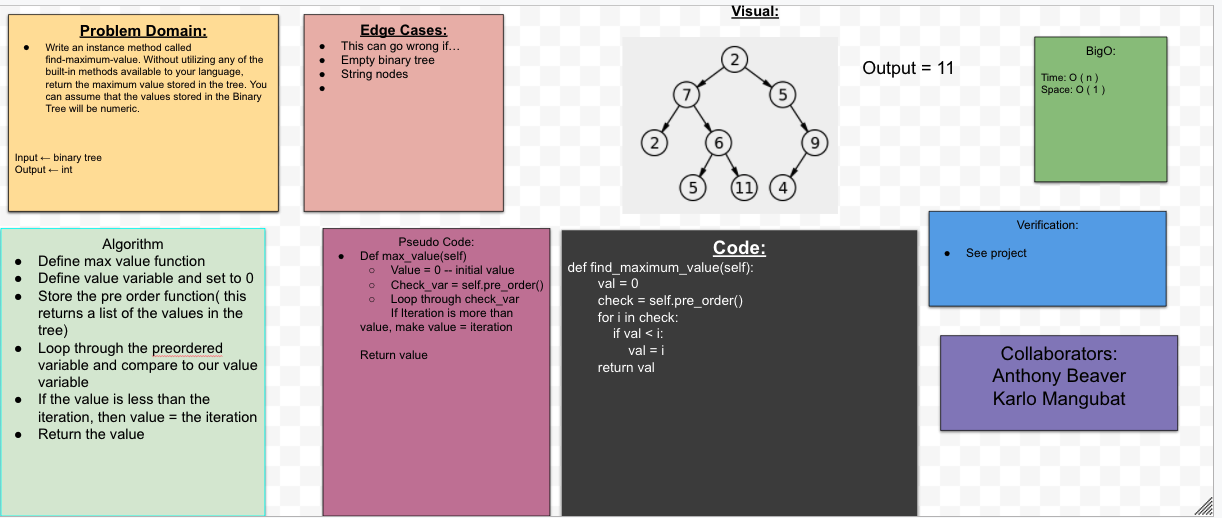 Problem Domain:
● Write an instance method called
find-maximum-value. Without utilizing any of the
built-in methods available to your language,
return the maximum value stored in the tree. You
can assume that the values stored in the Binary
Tree will be numeric.
Input ← binary tree
Output ← int
Edge Cases:
● This can go wrong if…
● Empty binary tree
● String nodes
●
Visual:
2
7 5
2 6 9
5 11 4
Output = 11
BigO:
Time: O ( n )
Space: O ( 1 )
Algorithm
● Define max value function
● Define value variable and set to 0
● Store the pre order function( this
returns a list of the values in the
tree)
● Loop through the preordered
variable and compare to our value
variable
● If the value is less than the
iteration, then value = the iteration
● Return the value
Pseudo Code:
● Def max_value(self)
○ Value = 0 -- initial value
○ Check_var = self.pre_order()
○ Loop through check_var
If Iteration is more than
value, make value = iteration
Return value
Code:
def find_maximum_value(self):
val = 0
check = self.pre_order()
for i in check:
if val < i:
val = i
return val
Verification:
● See project
Collaborators:
Anthony Beaver
Karlo Mangubat